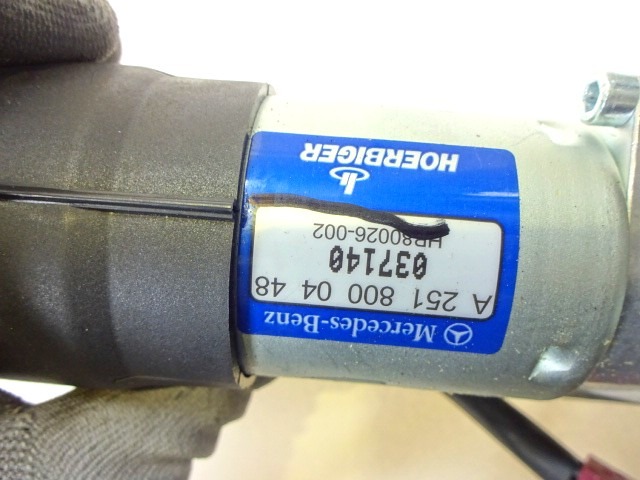 Mercedes-Benz
A 251 800 04 48
037140
HR80026-002
HOERBIGER